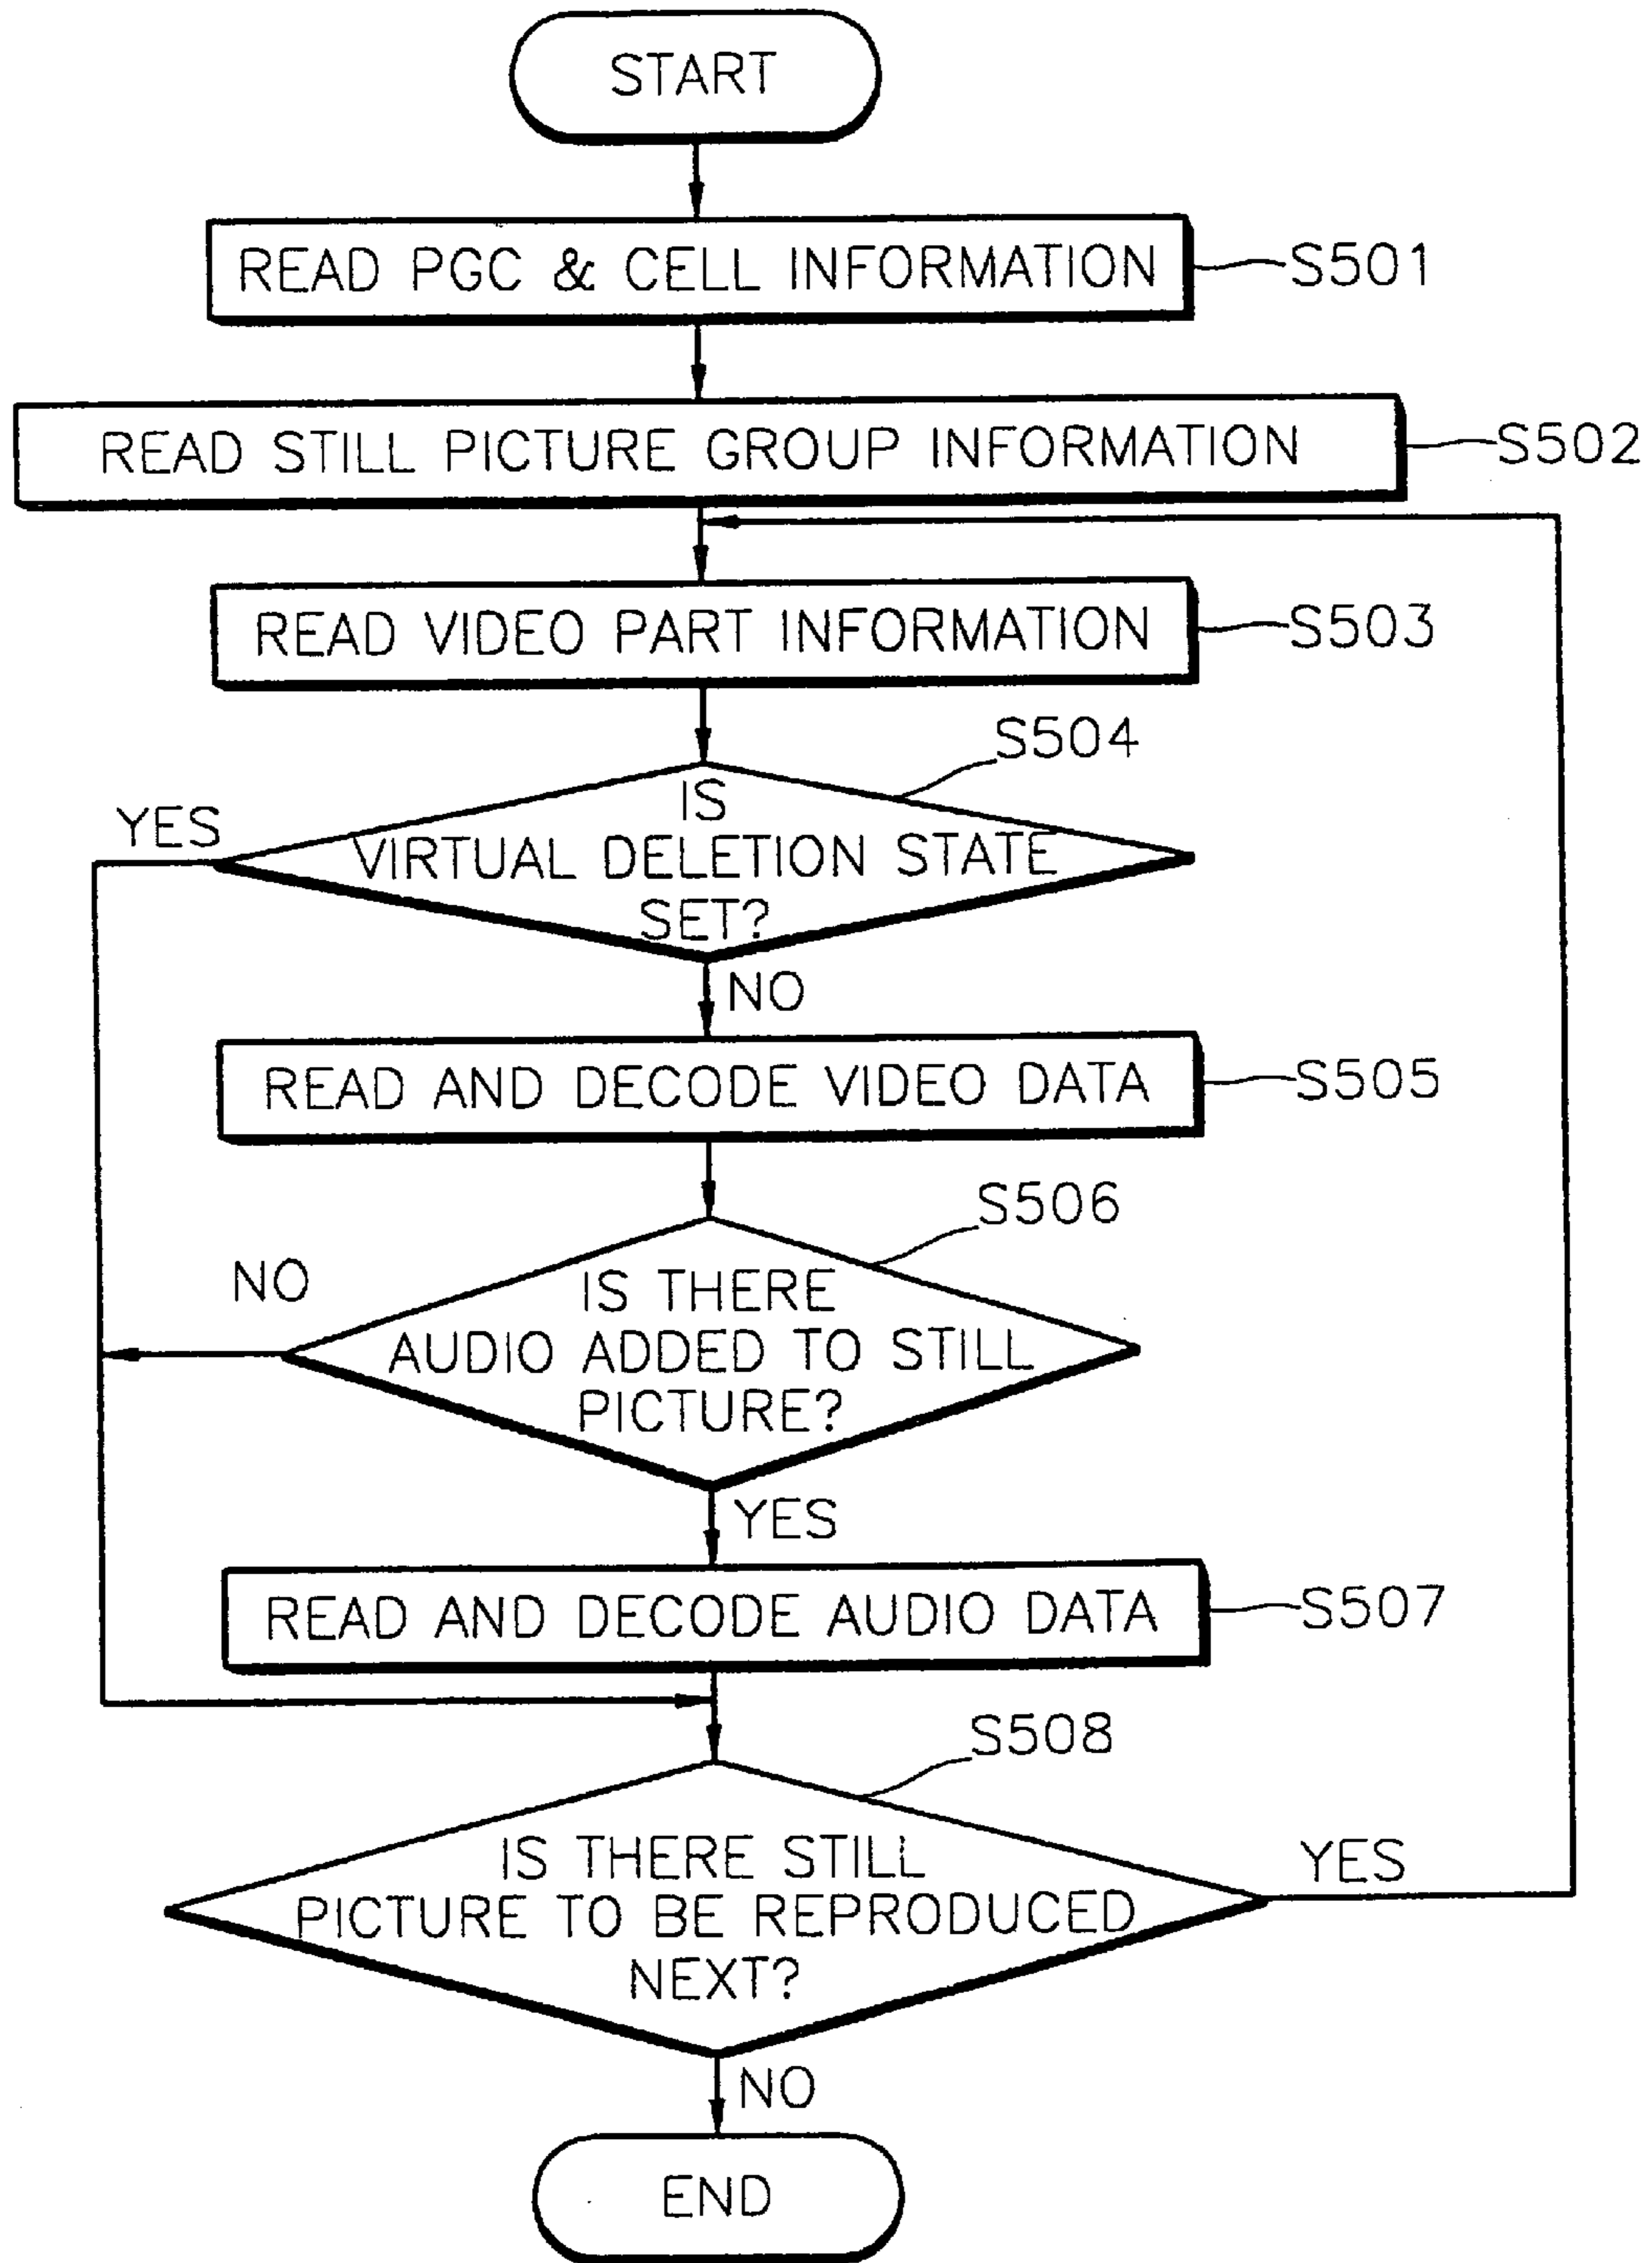 START
READ PGC & CELL INFORMATION
S501
READ STILL PICTURE GROUP INFORMATION
S502
READ VIDEO PART INFORMATION
S503
S504
YES
IS
VIRTUAL DELETION STATE
SET?
NO
READ AND DECODE VIDEO DATA
S505
S506
NO
IS THERE
AUDIO ADDED TO STILL
PICTURE?
YES
READ AND DECODE AUDIO DATA
S507
S508
IS THERE STILL
PICTURE TO BE REPRODUCED
NEXT?
YES
NO
END